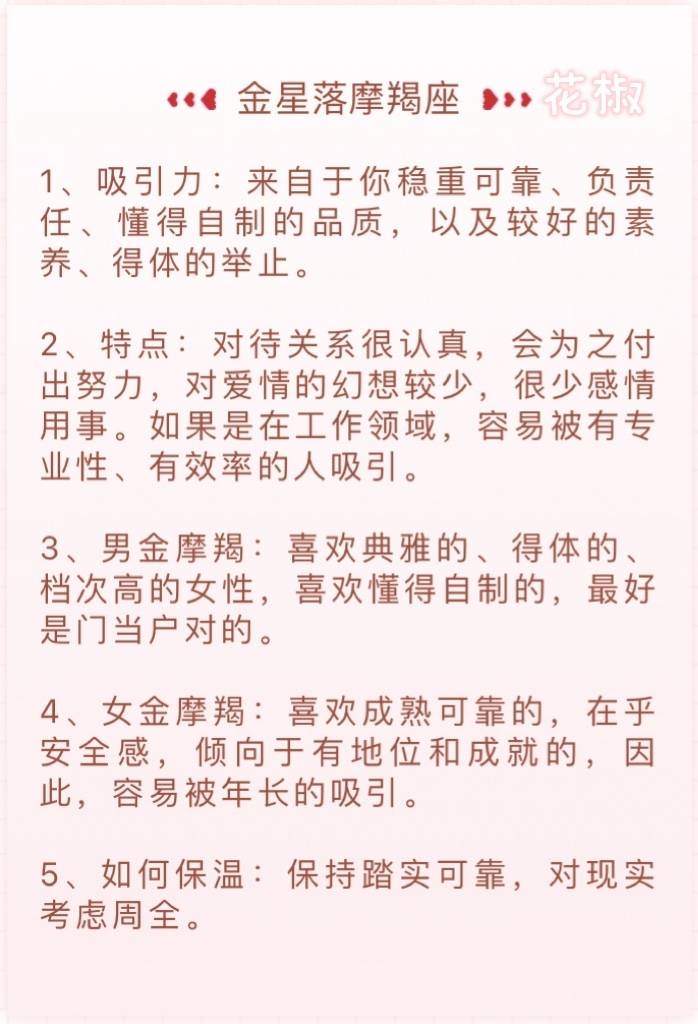 金星落摩羯座 花椒
1、吸引力：来自于你稳重可靠、负责
任、懂得自制的品质，以及较好的素
养、得体的举止。
2、特点：对待关系很认真，会为之付
出努力，对爱情的幻想较少，很少感情
用事。如果是在工作领域，容易被有专
业性、有效率的人吸引。
3、男金摩羯：喜欢典雅的、得体的、
档次高的女性，喜欢懂得自制的，最好
是门当户对的。
4、女金摩羯：喜欢成熟可靠的，在乎
安全感，倾向于有地位和成就的，因
此，容易被年长的吸引。
5、如何保温：保持踏实可靠，对现实
考虑周全。